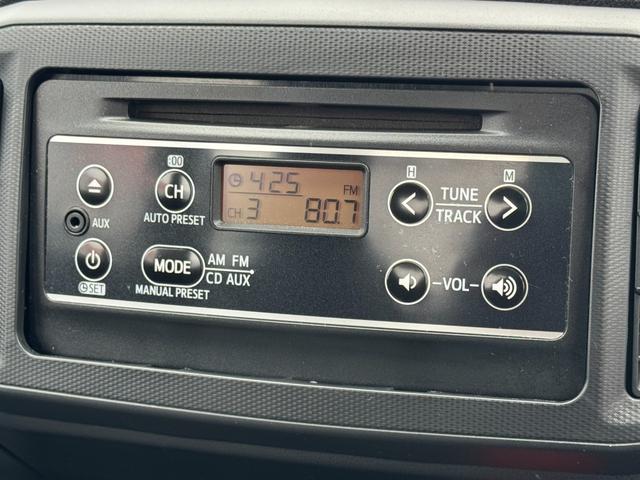 :00
H
M
4:25
FM
CH 3
80.7
CH
AUTO PRESET
AUX
< TUNE >
TRACK
MODE
AM FM
CD AUX
MANUAL PRESET
SET
-VOL-